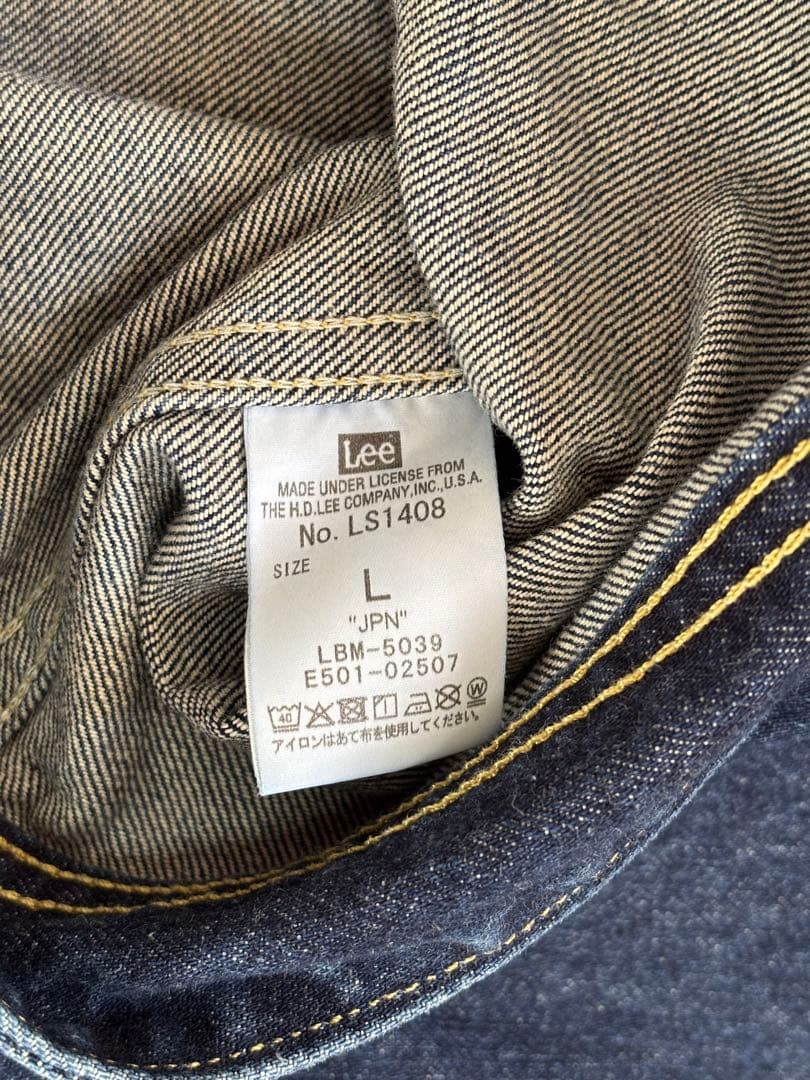 Lee
MADE UNDER LICENSE FROM
THE H.D.LEE COMPANY,INC.,U.S.A.
No. LS1408
SIZE
L
"JPN"
LBM-5039
E501-02507
40 W
アイロンはあて布を使用してください。